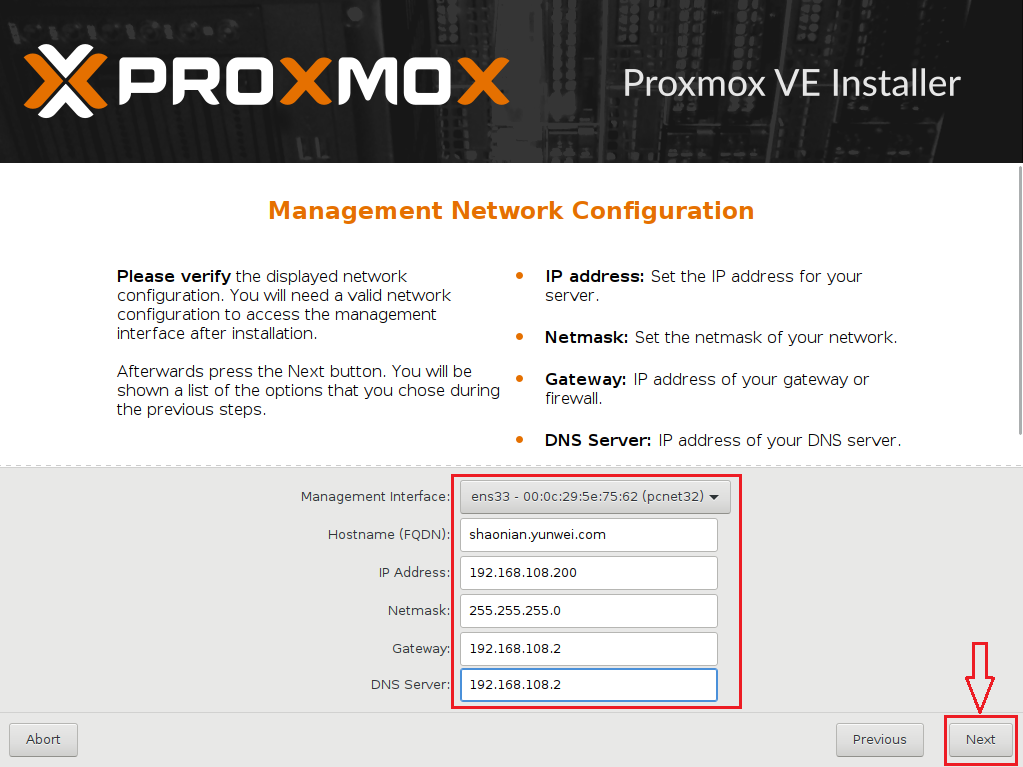 PROXMOX
Proxmox VE Installer
Management Network Configuration
Please verify the displayed network
configuration. You will need a valid network
configuration to access the management
interface after installation.
Afterwards press the Next button. You will be
shown a list of the options that you chose during
the previous steps.
IP address: Set the IP address for your
server.
Netmask: Set the netmask of your network.
Gateway: IP address of your gateway or
firewall.
DNS Server: IP address of your DNS server.
Management Interface: ens33 - 00:0c:29:5e:75:62 (pcnet32)
Hostname (FQDN): shaonian.yunwei.com
IP Address: 192.168.108.200
Netmask: 255.255.255.0
Gateway: 192.168.108.2
DNS Server: 192.168.108.2
Abort Previous Next